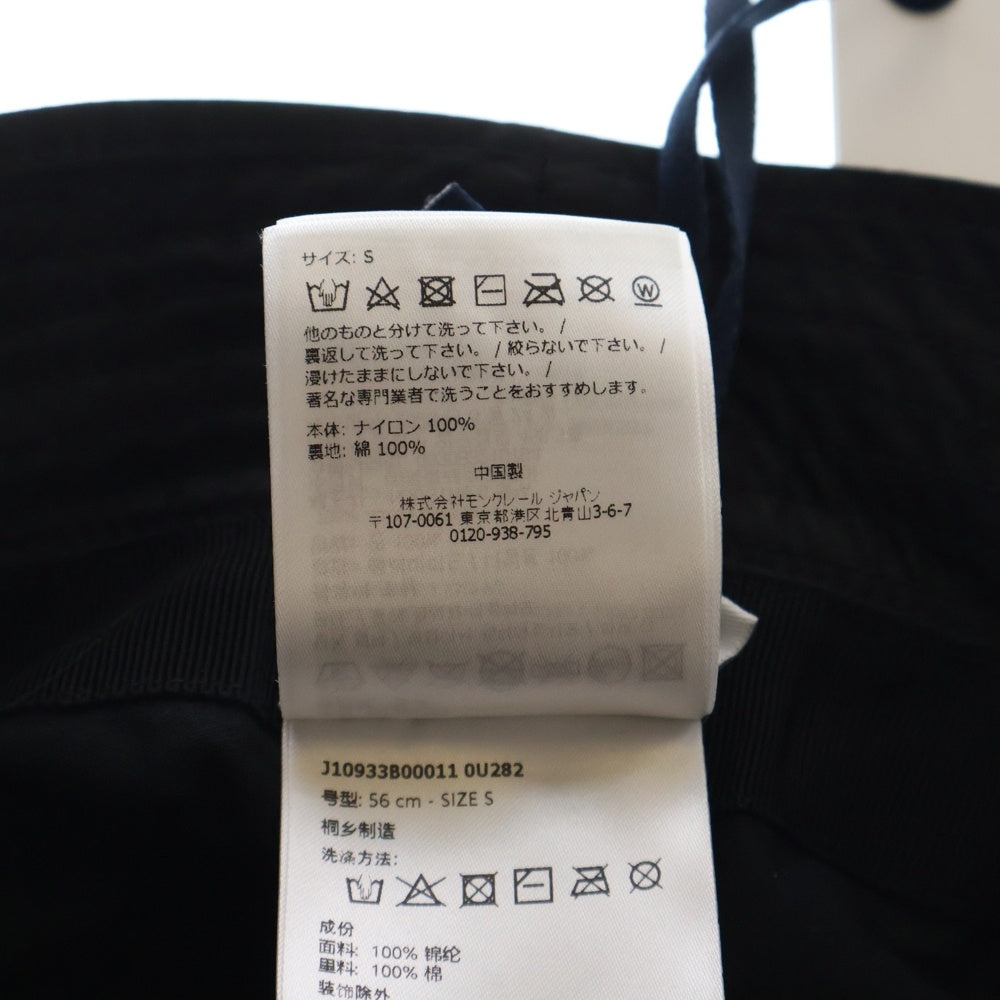 サイズ: S
W
他のものと分けて洗って下さい。 /
裏返して洗って下さい。 / 絞らないで下さい。 /
浸けたままにしないで下さい。 /
著名な専門業者で洗うことをおすすめします。
本体: ナイロン 100%
裏地: 綿 100%
中国製
株式会社モンクレール ジャパン
〒107-0061 東京都港区北青山3-6-7
0120-938-795
J10933B00011 0U282
号型: 56 cm - SIZE S
桐乡制造
洗涤方法:
成份
面料: 100% 锦纶
里料: 100% 棉
装饰除外